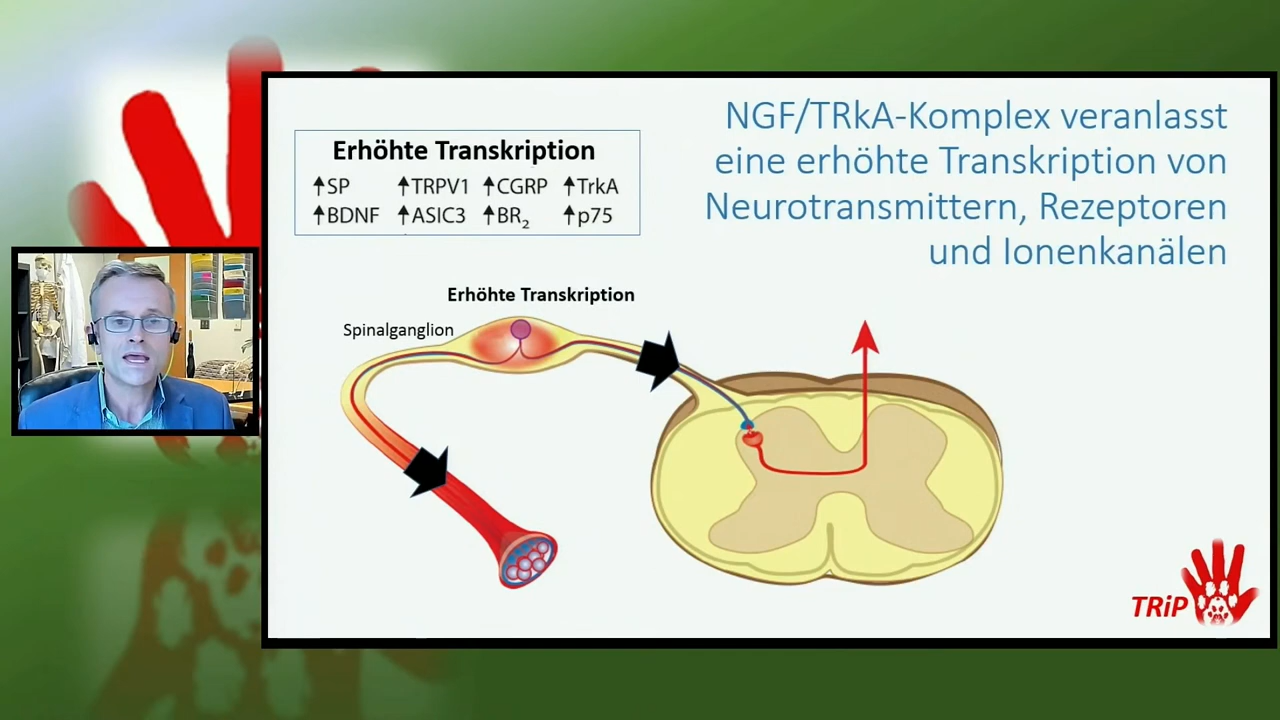 NGF/TRkA-Komplex veranlasst
eine erhöhte Transkription von
Neurotransmittern, Rezeptoren
und Ionenkanälen
Erhöhte Transkription
↑SP ↑TRPV1 ↑CGRP ↑TrkA
↑BDNF ↑ASIC3 ↑BR₂ ↑p75
Erhöhte Transkription
Spinalganglion
TRiP